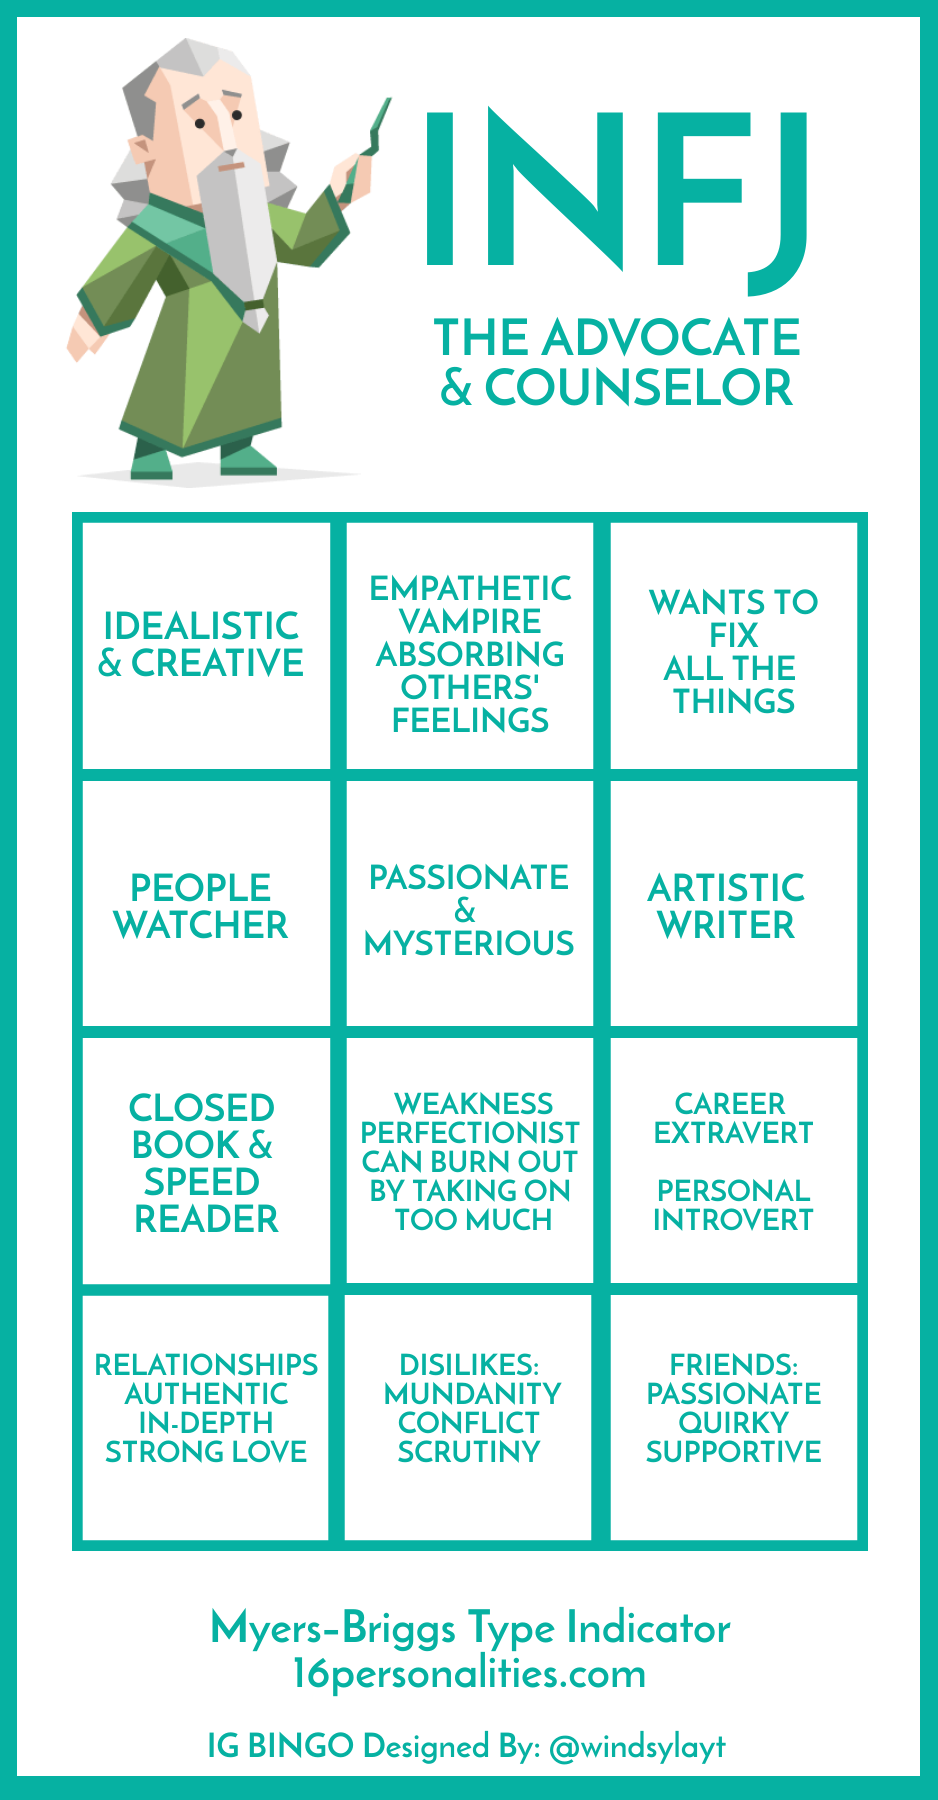 INFJ
THE ADVOCATE
& COUNSELOR
IDEALISTIC
& CREATIVE
EMPATHETIC
VAMPIRE
ABSORBING
OTHERS'
FEELINGS
WANTS TO
FIX
ALL THE
THINGS
PEOPLE
WATCHER
PASSIONATE
&
MYSTERIOUS
ARTISTIC
WRITER
CLOSED
BOOK &
SPEED
READER
WEAKNESS
PERFECTIONIST
CAN BURN OUT
BY TAKING ON
TOO MUCH
CAREER
EXTRAVERT
PERSONAL
INTROVERT
RELATIONSHIPS
AUTHENTIC
IN-DEPTH
STRONG LOVE
DISILIKES:
MUNDANITY
CONFLICT
SCRUTINY
FRIENDS:
PASSIONATE
QUIRKY
SUPPORTIVE
Myers-Briggs Type Indicator
16personalities.com
IG BINGO Designed By: @windsylayt